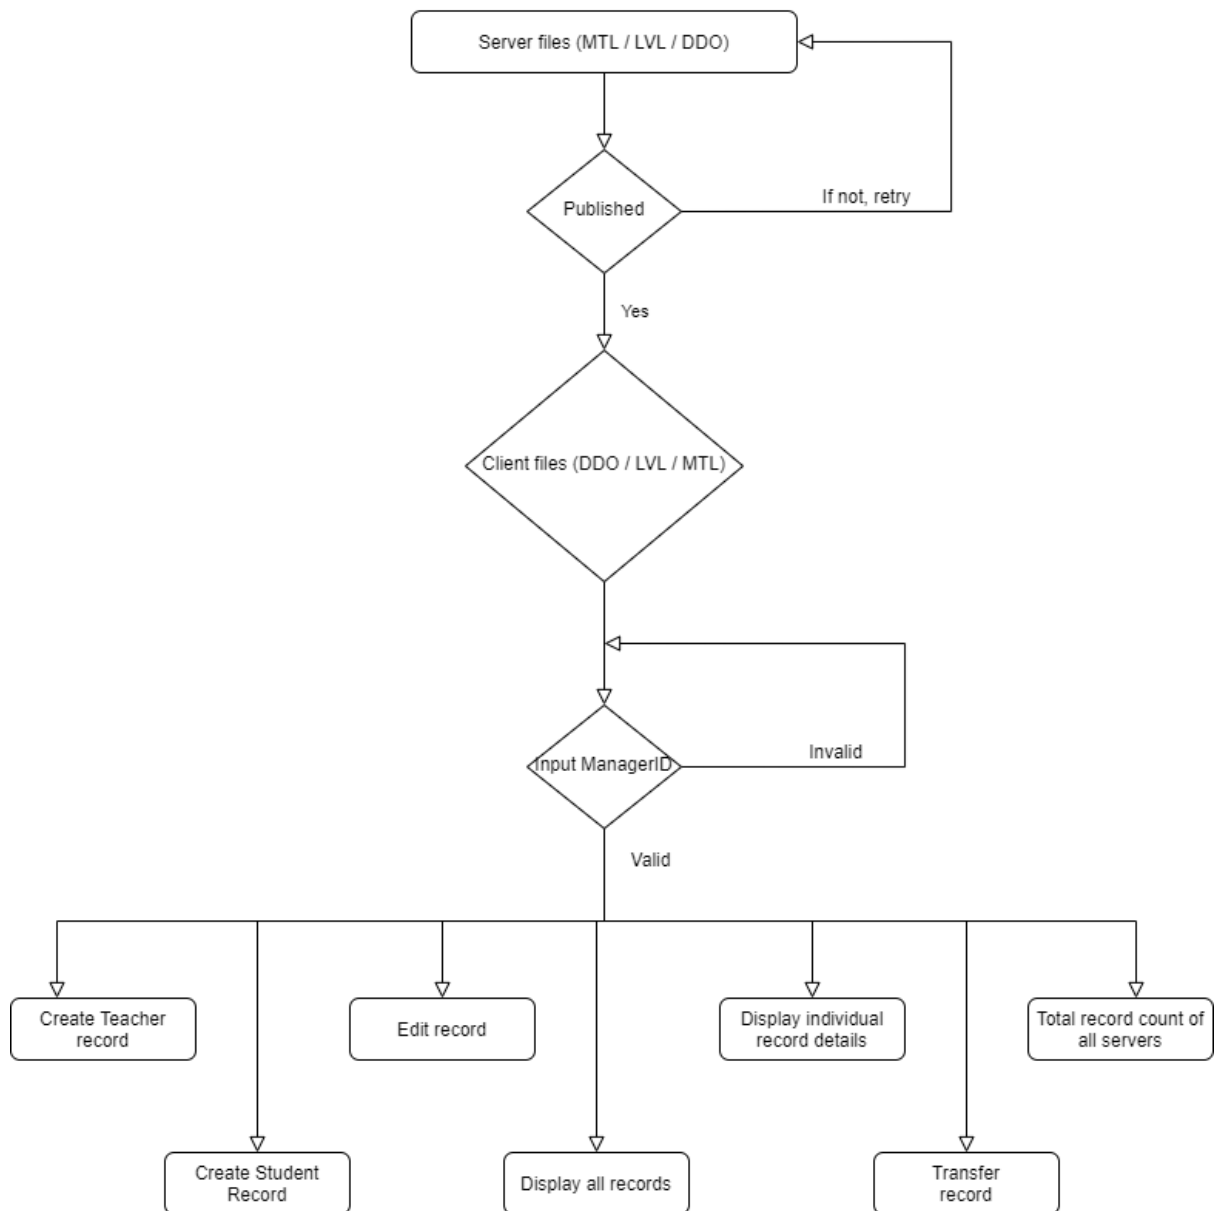 Server files (MTL / LVL / DDO)
Published
If not, retry
Yes
Client files (DDO / LVL / MTL)
Input ManagerID
Invalid
Valid
Create Teacher
record
Edit record
Display individual
record details
Total record count of
all servers
Create Student
Record
Display all records
Transfer
record